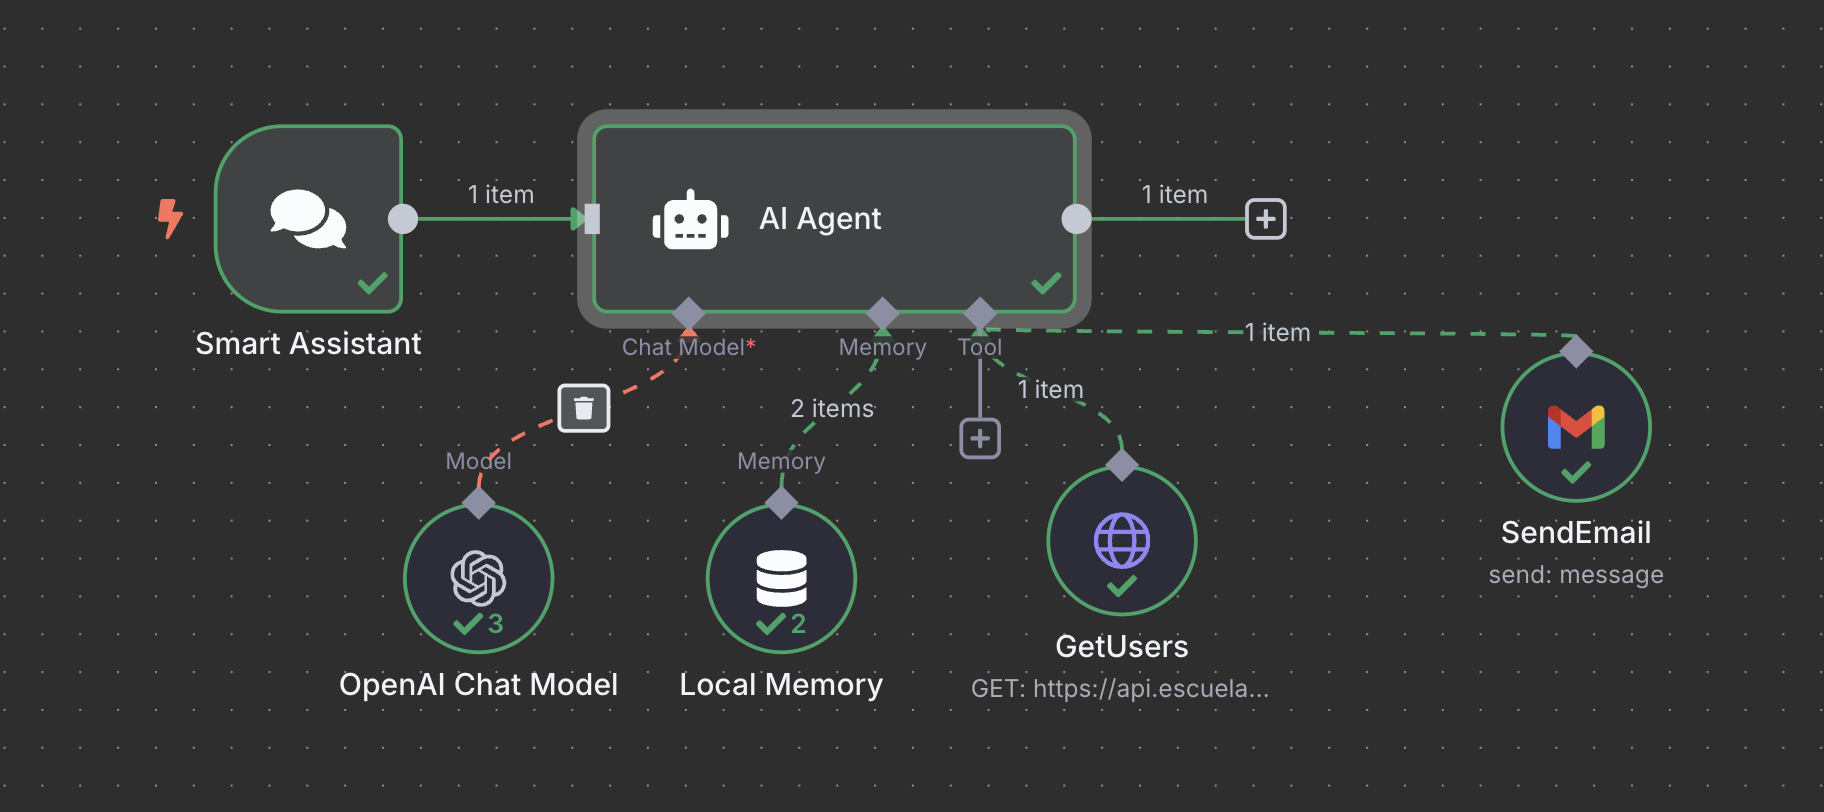 1 item
1 item
AI Agent
Smart Assistant
Chat Model*
Memory
Tool
1 item
1 item
2 items
Model
Memory
SendEmail
send: message
3
2
GetUsers
OpenAI Chat Model
Local Memory
GET: https://api.escuela...